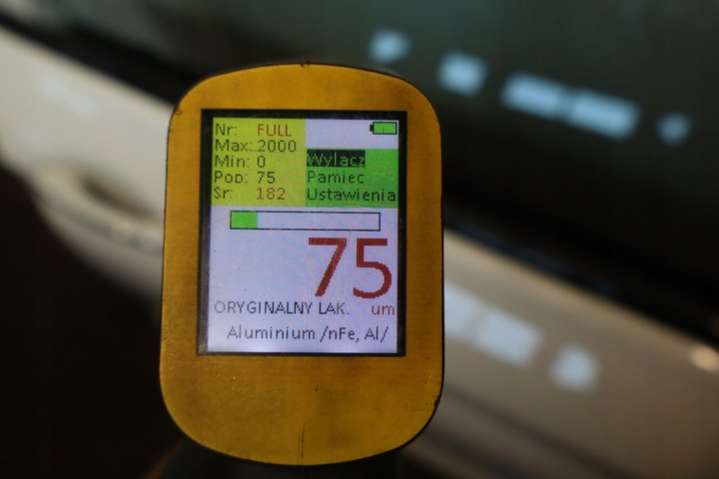 Nr: FULL
Max: 2000
Min: 0
Pop: 75
Sr: 182
Wylacz
Pamiec
Ustawienia
75
ORYGINALNY LAK. um
Aluminium /nFe, Al/